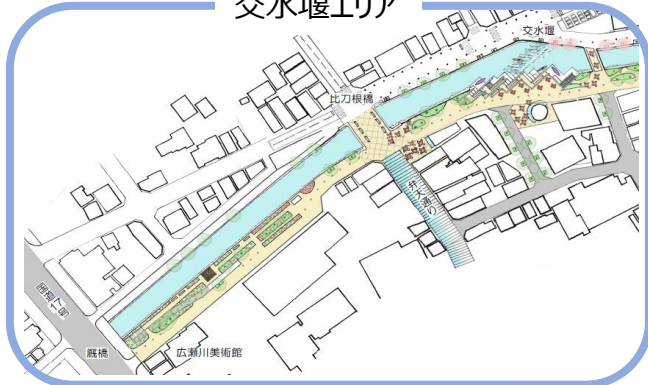 交水堰エリア
交水堰
比刀根橋
弁天通り
国道17号
厩橋
広瀬川美術館